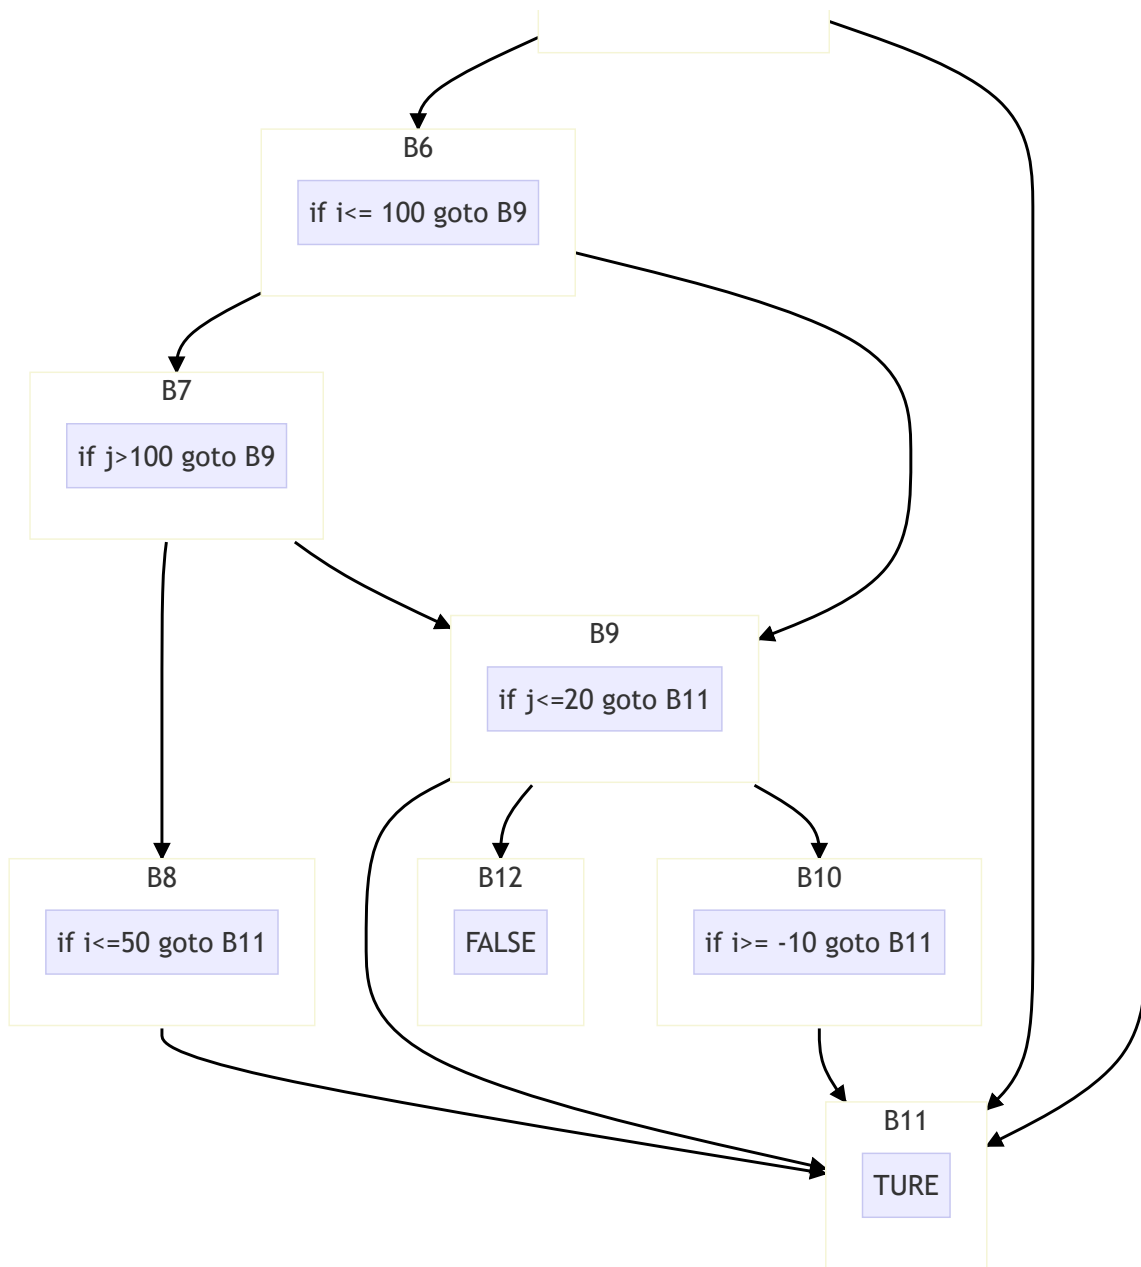 B6
if i<= 100 goto B9
B7
if j>100 goto B9
B9
if j<=20 goto B11
B8
if i<=50 goto B11
B12
FALSE
B10
if i>= -10 goto B11
B11
TURE